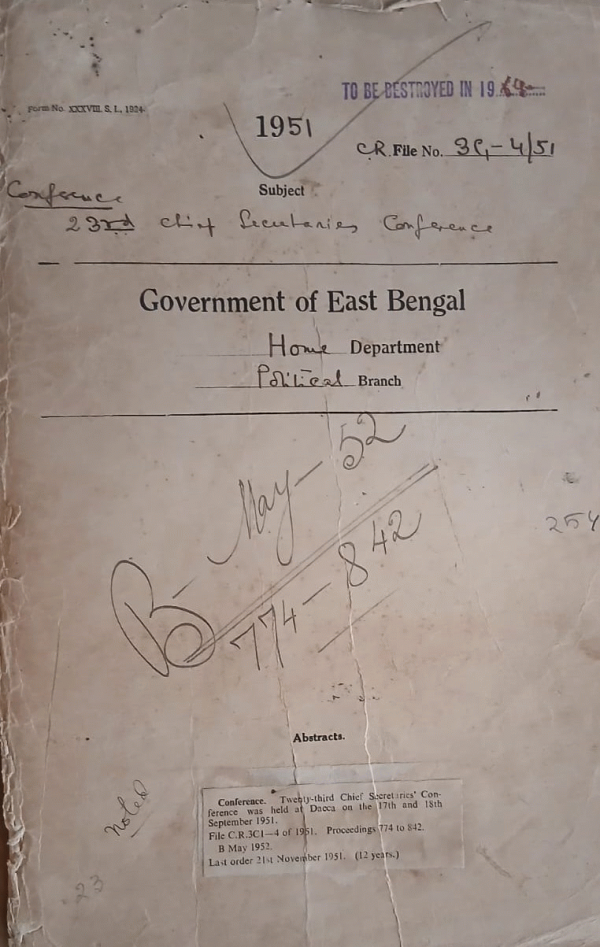 TO BE DESTROYED IN 19 64
Form No. XXXVIII. S. L. 1924.
1951
C.R. File No. 3C1-4/51
Subject
Conference
23rd Chief Secretaries Conference
Government of East Bengal
Home Department
Political Branch
B- May-52
774-842
254
Abstracts.
Noted
Conference. Twenty-third Chief Secretaries' Con-
ference was held at Dacca on the 17th and 18th
September 1951.
File C.R.3C1—4 of 1951. Proceedings 774 to 842.
B May 1952.
Last order 21st November 1951. (12 years.)
23